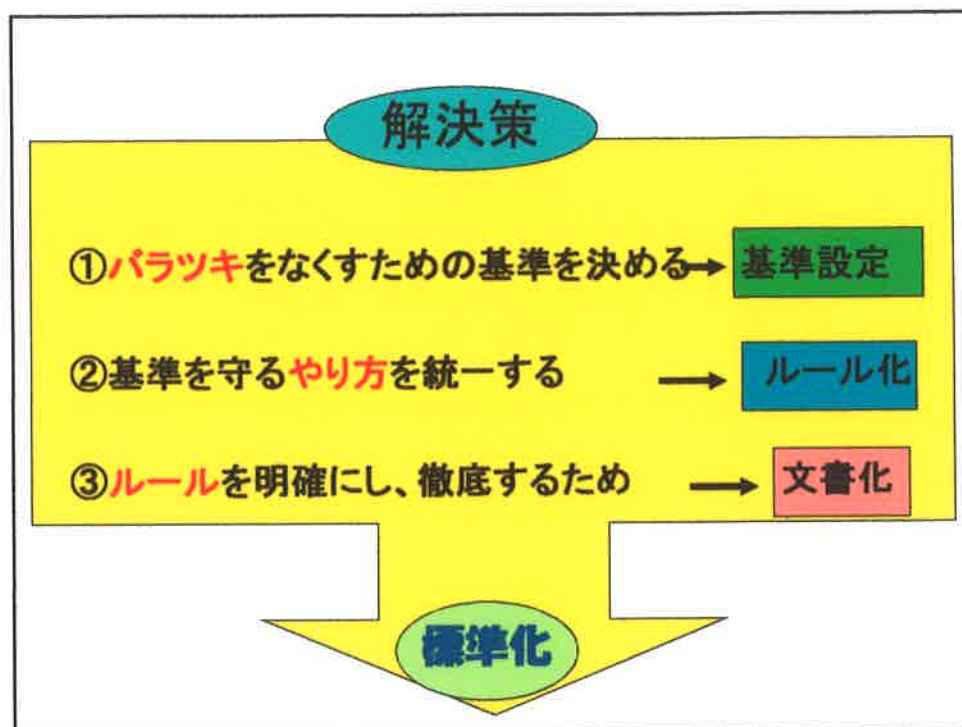 解決策
①バラツキをなくすための基準を決める→ 基準設定
②基準を守るやり方を統一する → ルール化
③ルールを明確にし、徹底するため → 文書化
標準化